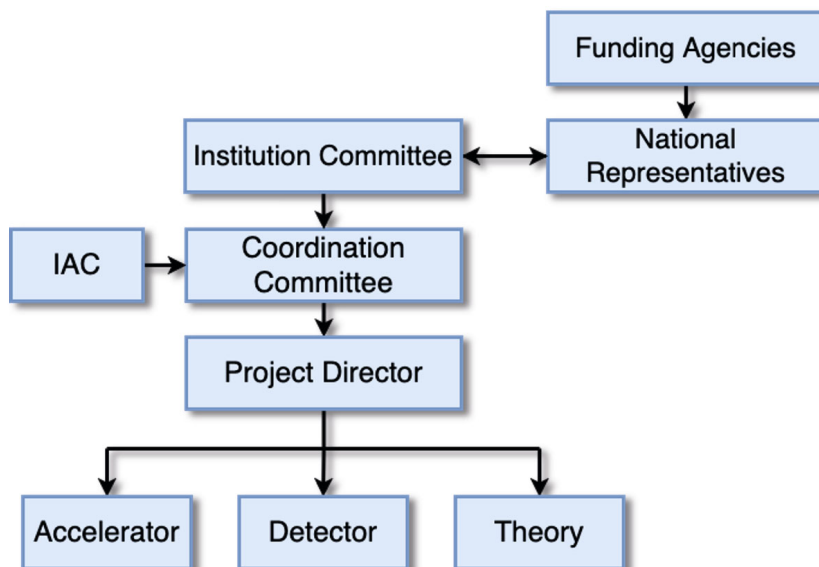 Funding Agencies
Institution Committee
National
Representatives
IAC
Coordination
Committee
Project Director
Accelerator
Detector
Theory